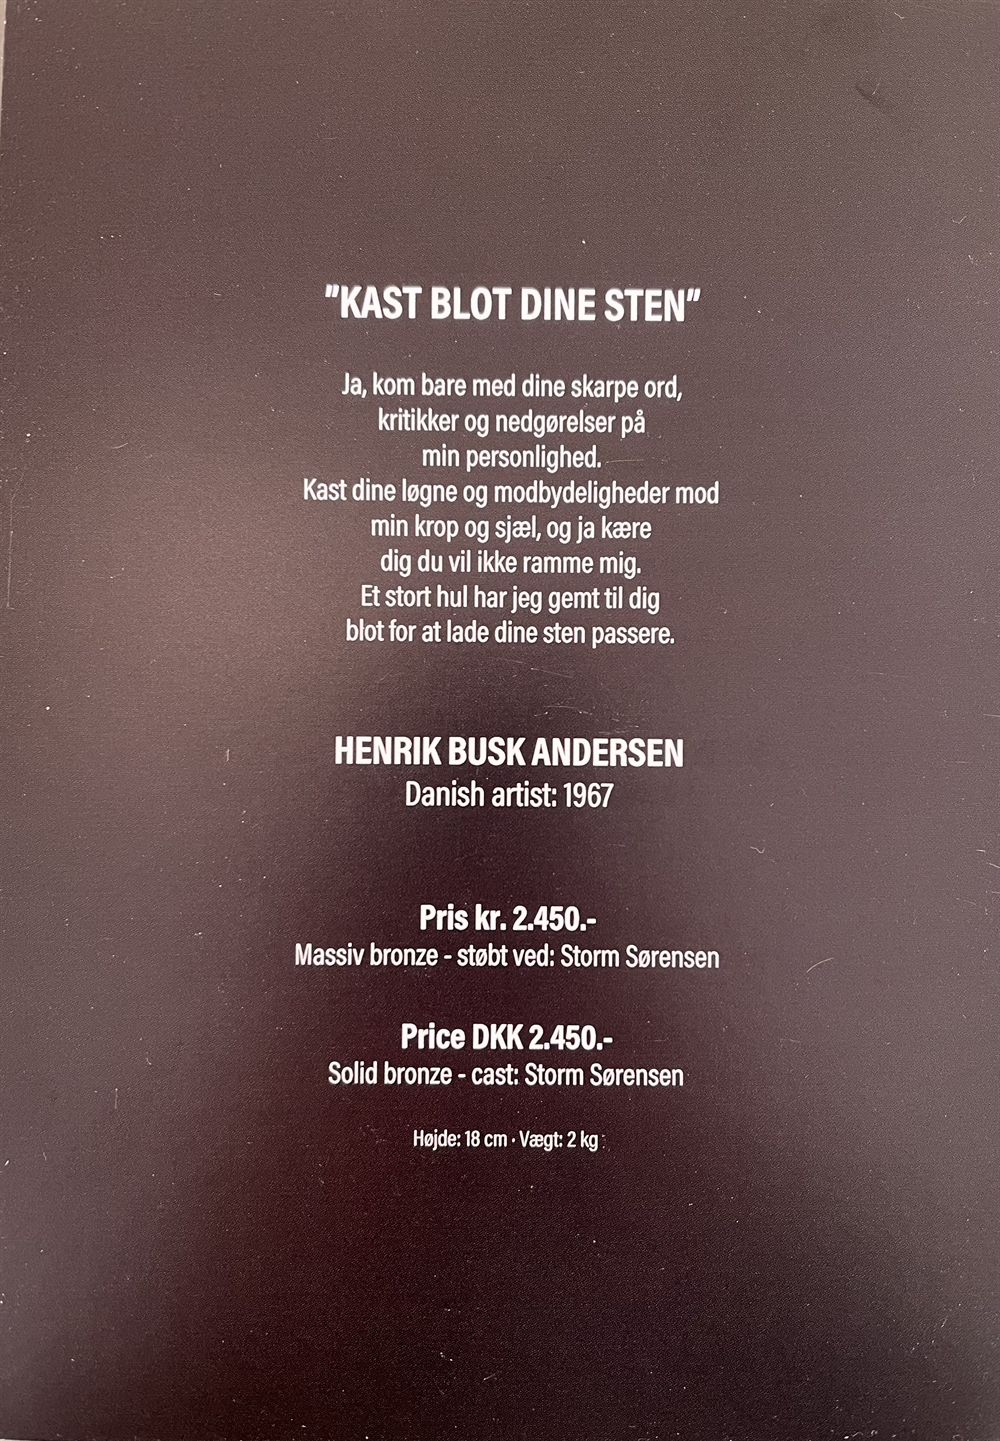 "KAST BLOT DINE STEN"
Ja, kom bare med dine skarpe ord,
kritikker og nedgørelser på
min personlighed.
Kast dine løgne og modbydeligheder mod
min krop og sjæl, og ja kære
dig du vil ikke ramme mig.
Et stort hul har jeg gemt til dig
blot for at lade dine sten passere.
HENRIK BUSK ANDERSEN
Danish artist: 1967
Pris kr. 2.450.-
Massiv bronze - støbt ved: Storm Sørensen
Price DKK 2.450.-
Solid bronze - cast: Storm Sørensen
Højde: 18 cm · Vægt: 2 kg